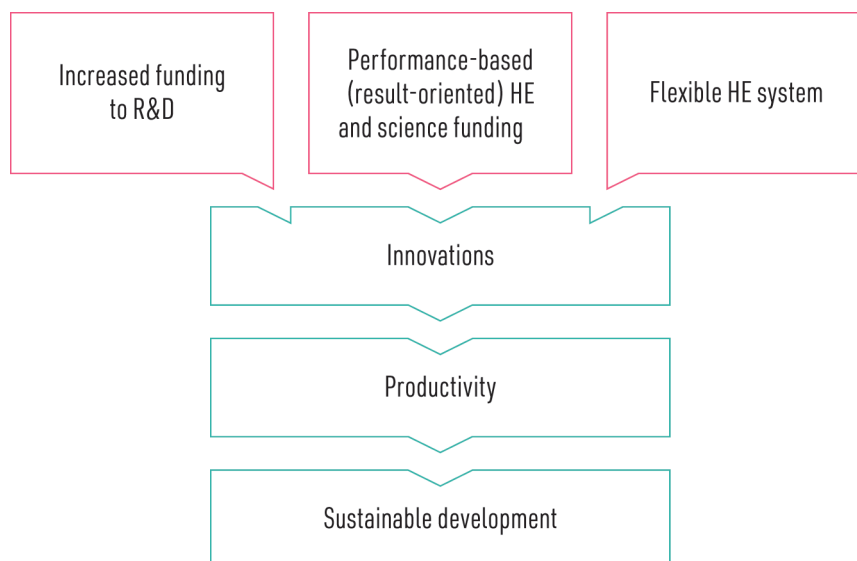 Increased funding
to R&D
Performance-based
(result-oriented) HE
and science funding
Flexible HE system
Innovations
Productivity
Sustainable development